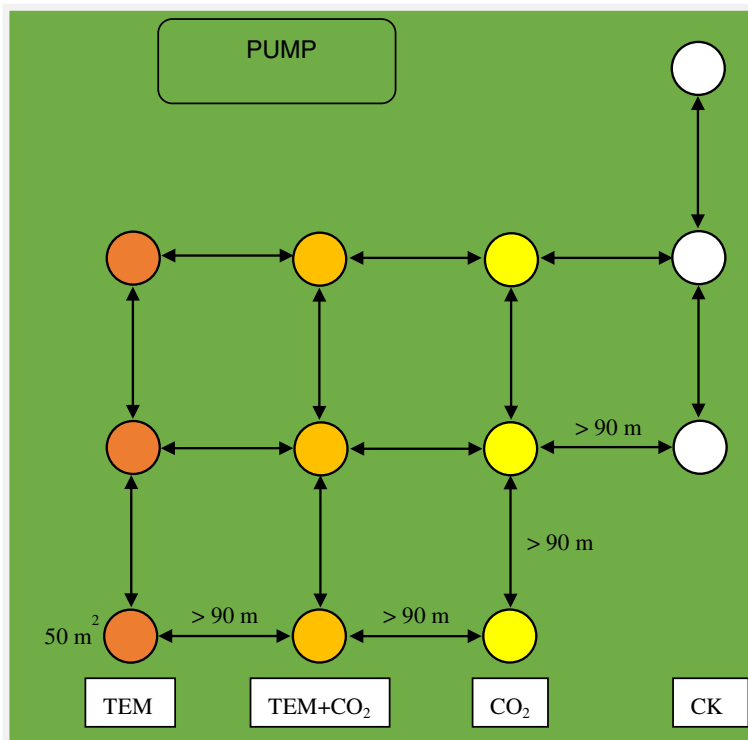 PUMP
> 90 m
> 90 m
50 m²
> 90 m
> 90 m
TEM
TEM+CO₂
CO₂
CK